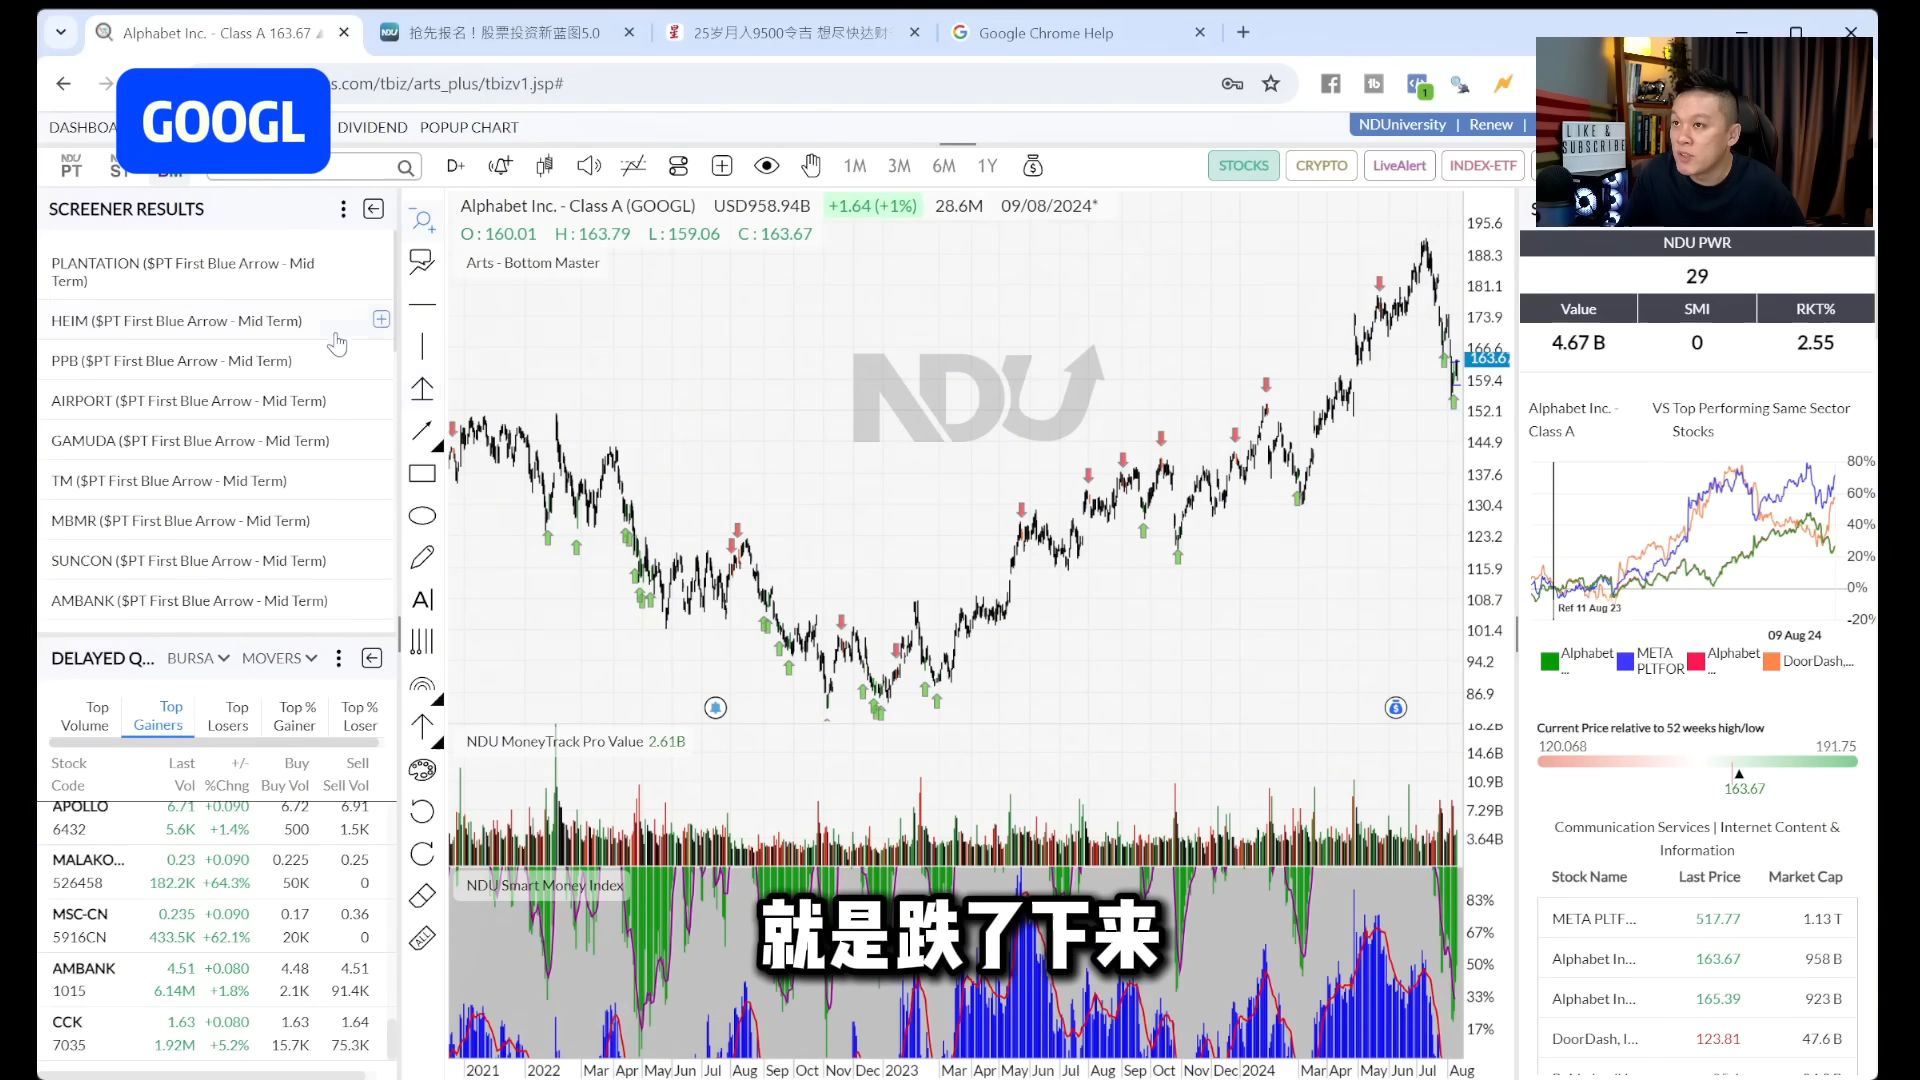 Alphabet Inc. - Class A 163.67
抢先报名！股票投资新蓝图5.0
25岁月入9500令吉 想尽快达财
Google Chrome Help
s.com/tbiz/arts_plus/tbizv1.jsp#
GOOGL
DASHBOA
DIVIDEND
POPUP CHART
NDUniversity | Renew |
LIKE &
SUBSCRIBE
NDU
PT
D+
1M
3M
6M
1Y
STOCKS
CRYPTO
LiveAlert
INDEX-ETF
SCREENER RESULTS
PLANTATION ($PT First Blue Arrow - Mid
Term)
HEIM ($PT First Blue Arrow - Mid Term)
PPB ($PT First Blue Arrow - Mid Term)
AIRPORT ($PT First Blue Arrow - Mid Term)
GAMUDA ($PT First Blue Arrow - Mid Term)
TM ($PT First Blue Arrow - Mid Term)
MBMR ($PT First Blue Arrow - Mid Term)
SUNCON ($PT First Blue Arrow - Mid Term)
AMBANK ($PT First Blue Arrow - Mid Term)
DELAYED Q... BURSA MOVERS
Top Volume
Top Gainers
Top Losers
Top % Gainer
Top % Loser
Stock Last +/- Buy Sell
Code Vol %Chng Buy Vol Sell Vol
APOLLO 6.71 +0.090 6.72 6.91
6432 5.6K +1.4% 500 1.5K
MALAKO... 0.23 +0.090 0.225 0.25
526458 182.2K +64.3% 50K 0
MSC-CN 0.235 +0.090 0.17 0.36
5916CN 433.5K +62.1% 20K 0
AMBANK 4.51 +0.080 4.48 4.51
1015 6.14M +1.8% 2.1K 91.4K
CCK 1.63 +0.080 1.63 1.64
7035 1.92M +5.2% 15.7K 75.3K
A
ALL
Alphabet Inc. - Class A (GOOGL) USD958.94B +1.64 (+1%) 28.6M 09/08/2024*
O : 160.01 H : 163.79 L : 159.06 C : 163.67
Arts - Bottom Master
NDU
195.6
188.3
181.1
173.9
166.6
163.6
159.4
152.1
144.9
137.6
130.4
123.2
115.9
108.7
101.4
94.2
86.9
NDU MoneyTrack Pro Value 2.61B
14.6B
10.9B
7.29B
3.64B
NDU Smart Money Index
83%
67%
50%
33%
17%
就是跌了下来
2021 2022 Mar Apr May Jun Jul Aug Sep Oct Nov Dec 2023 Mar Apr May Jun Jul Aug Sep Oct Nov Dec 2024 Mar Apr May Jun Jul Aug
NDU PWR
29
Value SMI RKT%
4.67 B 0 2.55
Alphabet Inc. -
Class A
VS Top Performing Same Sector
Stocks
80%
60%
40%
20%
0%
-20%
Ref 11 Aug 23
09 Aug 24
Alphabet ...
META PLTFOR
Alphabet ...
DoorDash,...
Current Price relative to 52 weeks high/low
120.068 191.75
163.67
Communication Services | Internet Content &
Information
Stock Name Last Price Market Cap
META PLTF... 517.77 1.13 T
Alphabet In... 163.67 958 B
Alphabet In... 165.39 923 B
DoorDash, I... 123.81 47.6 B